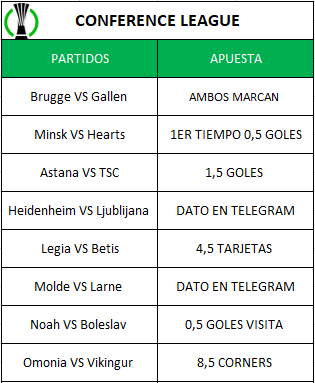 CONFERENCE LEAGUE
PARTIDOS APUESTA
Brugge VS Gallen AMBOS MARCAN
Minsk VS Hearts 1ER TIEMPO 0,5 GOLES
Astana VS TSC 1,5 GOLES
Heidenheim VS Ljublijana DATO EN TELEGRAM
Legia VS Betis 4,5 TARJETAS
Molde VS Larne DATO EN TELEGRAM
Noah VS Boleslav 0,5 GOLES VISITA
Omonia VS Vikingur 8,5 CORNERS